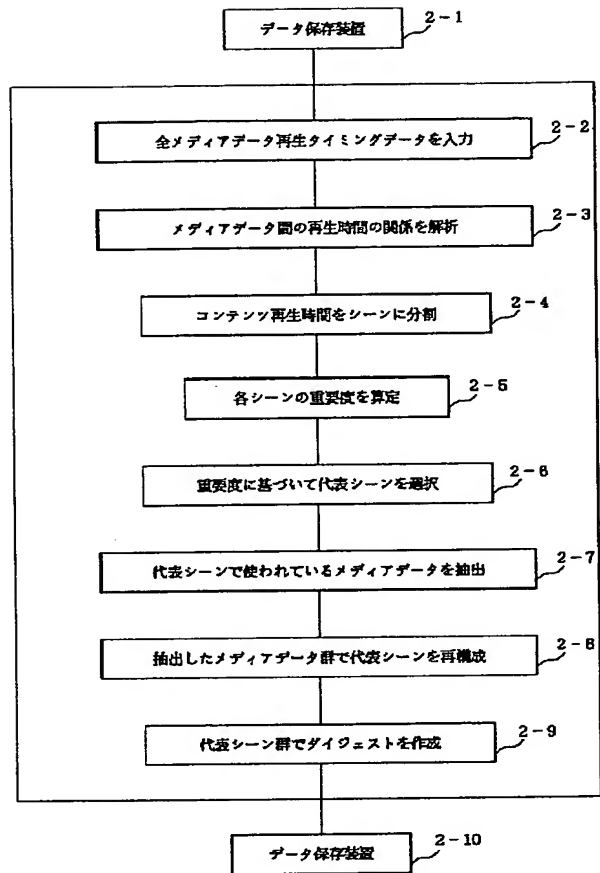 データ保存装置
2-1
全メディアデータ再生タイミングデータを入力
2-2
メディアデータ間の再生時間の関係を解析
2-3
コンテンツ再生時間をシーンに分割
2-4
各シーンの重要度を算定
2-5
重要度に基づいて代表シーンを選択
2-6
代表シーンで使われているメディアデータを抽出
2-7
抽出したメディアデータ群で代表シーンを再構成
2-8
代表シーン群でダイジェストを作成
2-9
データ保存装置
2-10